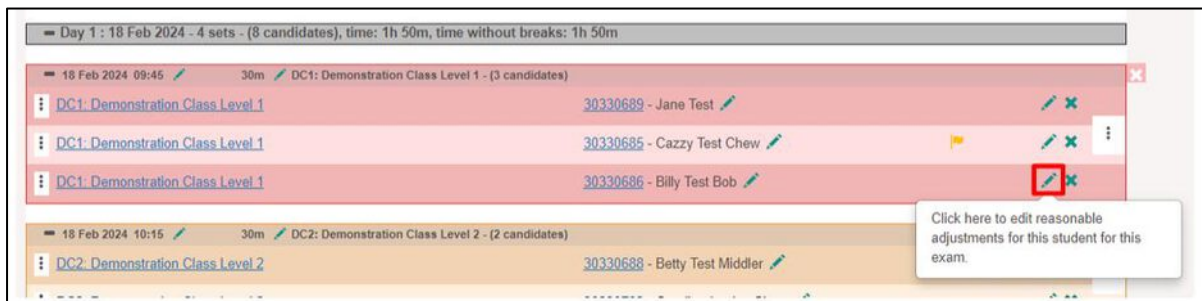 Day 1 : 18 Feb 2024 - 4 sets - (8 candidates), time: 1h 50m, time without breaks: 1h 50m
18 Feb 2024 09:45 30m DC1: Demonstration Class Level 1 - (3 candidates)
DC1: Demonstration Class Level 1 30330689 - Jane Test
DC1: Demonstration Class Level 1 30330685 - Cazzy Test Chew
DC1: Demonstration Class Level 1 30330686 - Billy Test Bob
Click here to edit reasonable
adjustments for this student for this
exam.
18 Feb 2024 10:15 30m DC2: Demonstration Class Level 2 - (2 candidates)
DC2: Demonstration Class Level 2 30330688 - Betty Test Middler